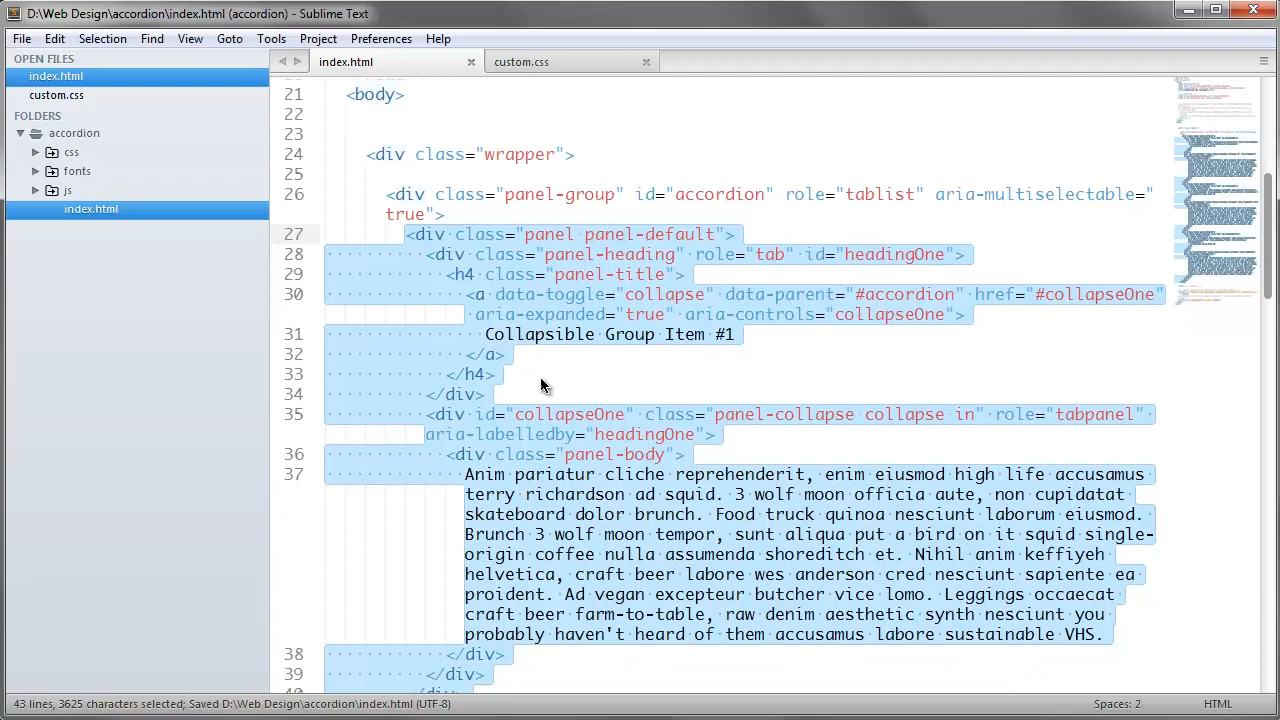 D:\Web Design\accordion\index.html (accordion) - Sublime Text
File Edit Selection Find View Goto Tools Project Preferences Help
OPEN FILES
index.html
custom.css
FOLDERS
accordion
css
fonts
js
index.html
index.html custom.css
21 <body>
22
23
24 <div class="wrapper">
25
26 <div class="panel-group" id="accordion" role="tablist" aria-multiselectable="
true">
27 <div class="panel panel-default">
28 <div class="panel-heading" role="tab" id="headingOne">
29 <h4 class="panel-title">
30 <a data-toggle="collapse" data-parent="#accordion" href="#collapseOne"
aria-expanded="true" aria-controls="collapseOne">
31 Collapsible Group Item #1
32 </a>
33 </h4>
34 </div>
35 <div id="collapseOne" class="panel-collapse collapse in" role="tabpanel"
aria-labelledby="headingOne">
36 <div class="panel-body">
37 Anim pariatur cliche reprehenderit, enim eiusmod high life accusamus
terry richardson ad squid. 3 wolf moon officia aute, non cupidatat
skateboard dolor brunch. Food truck quinoa nesciunt laborum eiusmod.
Brunch 3 wolf moon tempor, sunt aliqua put a bird on it squid single-
origin coffee nulla assumenda shoreditch et. Nihil anim keffiyeh
helvetica, craft beer labore wes anderson cred nesciunt sapiente ea
proident. Ad vegan excepteur butcher vice lomo. Leggings occaecat
craft beer farm-to-table, raw denim aesthetic synth nesciunt you
probably haven't heard of them accusamus labore sustainable VHS.
38 </div>
39 </div>
40 </div>
43 lines, 3625 characters selected; Saved D:\Web Design\accordion\index.html (UTF-8) Spaces: 2 HTML